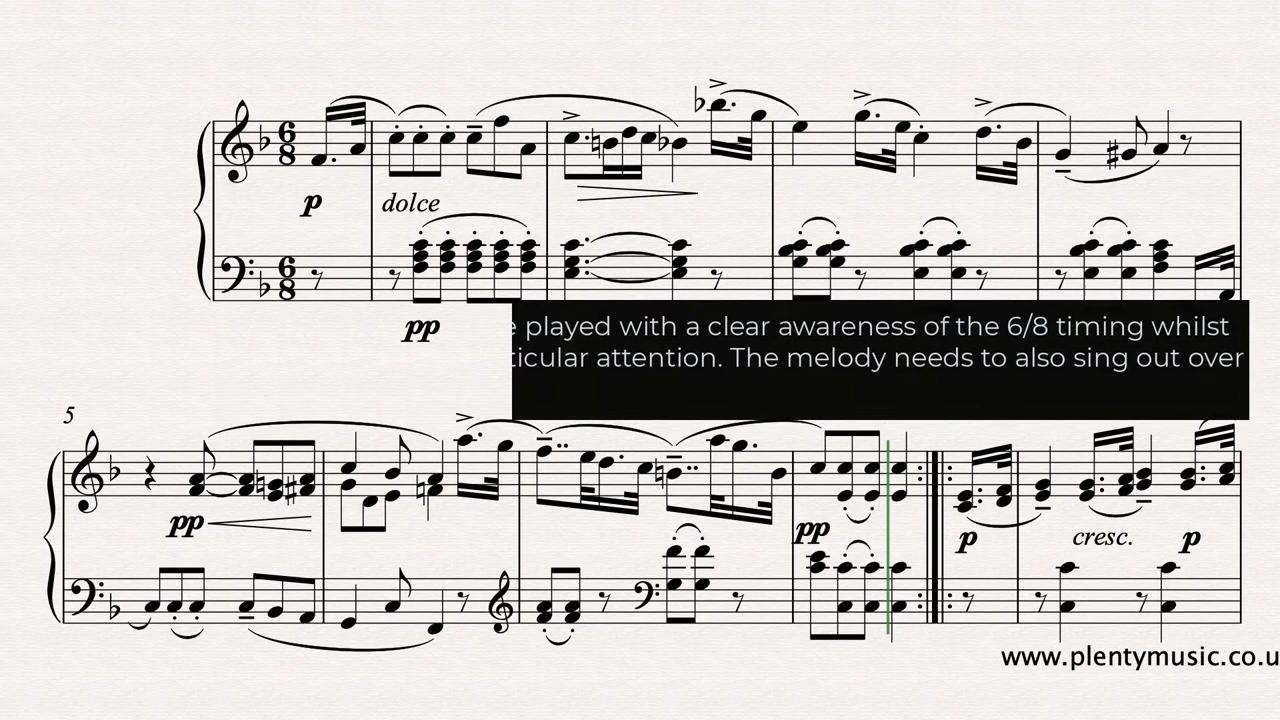 p
dolce
pp
e played with a clear awareness of the 6/8 timing whilst
ticular attention. The melody needs to also sing out over
5
pp
pp
p
cresc.
p
www.plentymusic.co.u